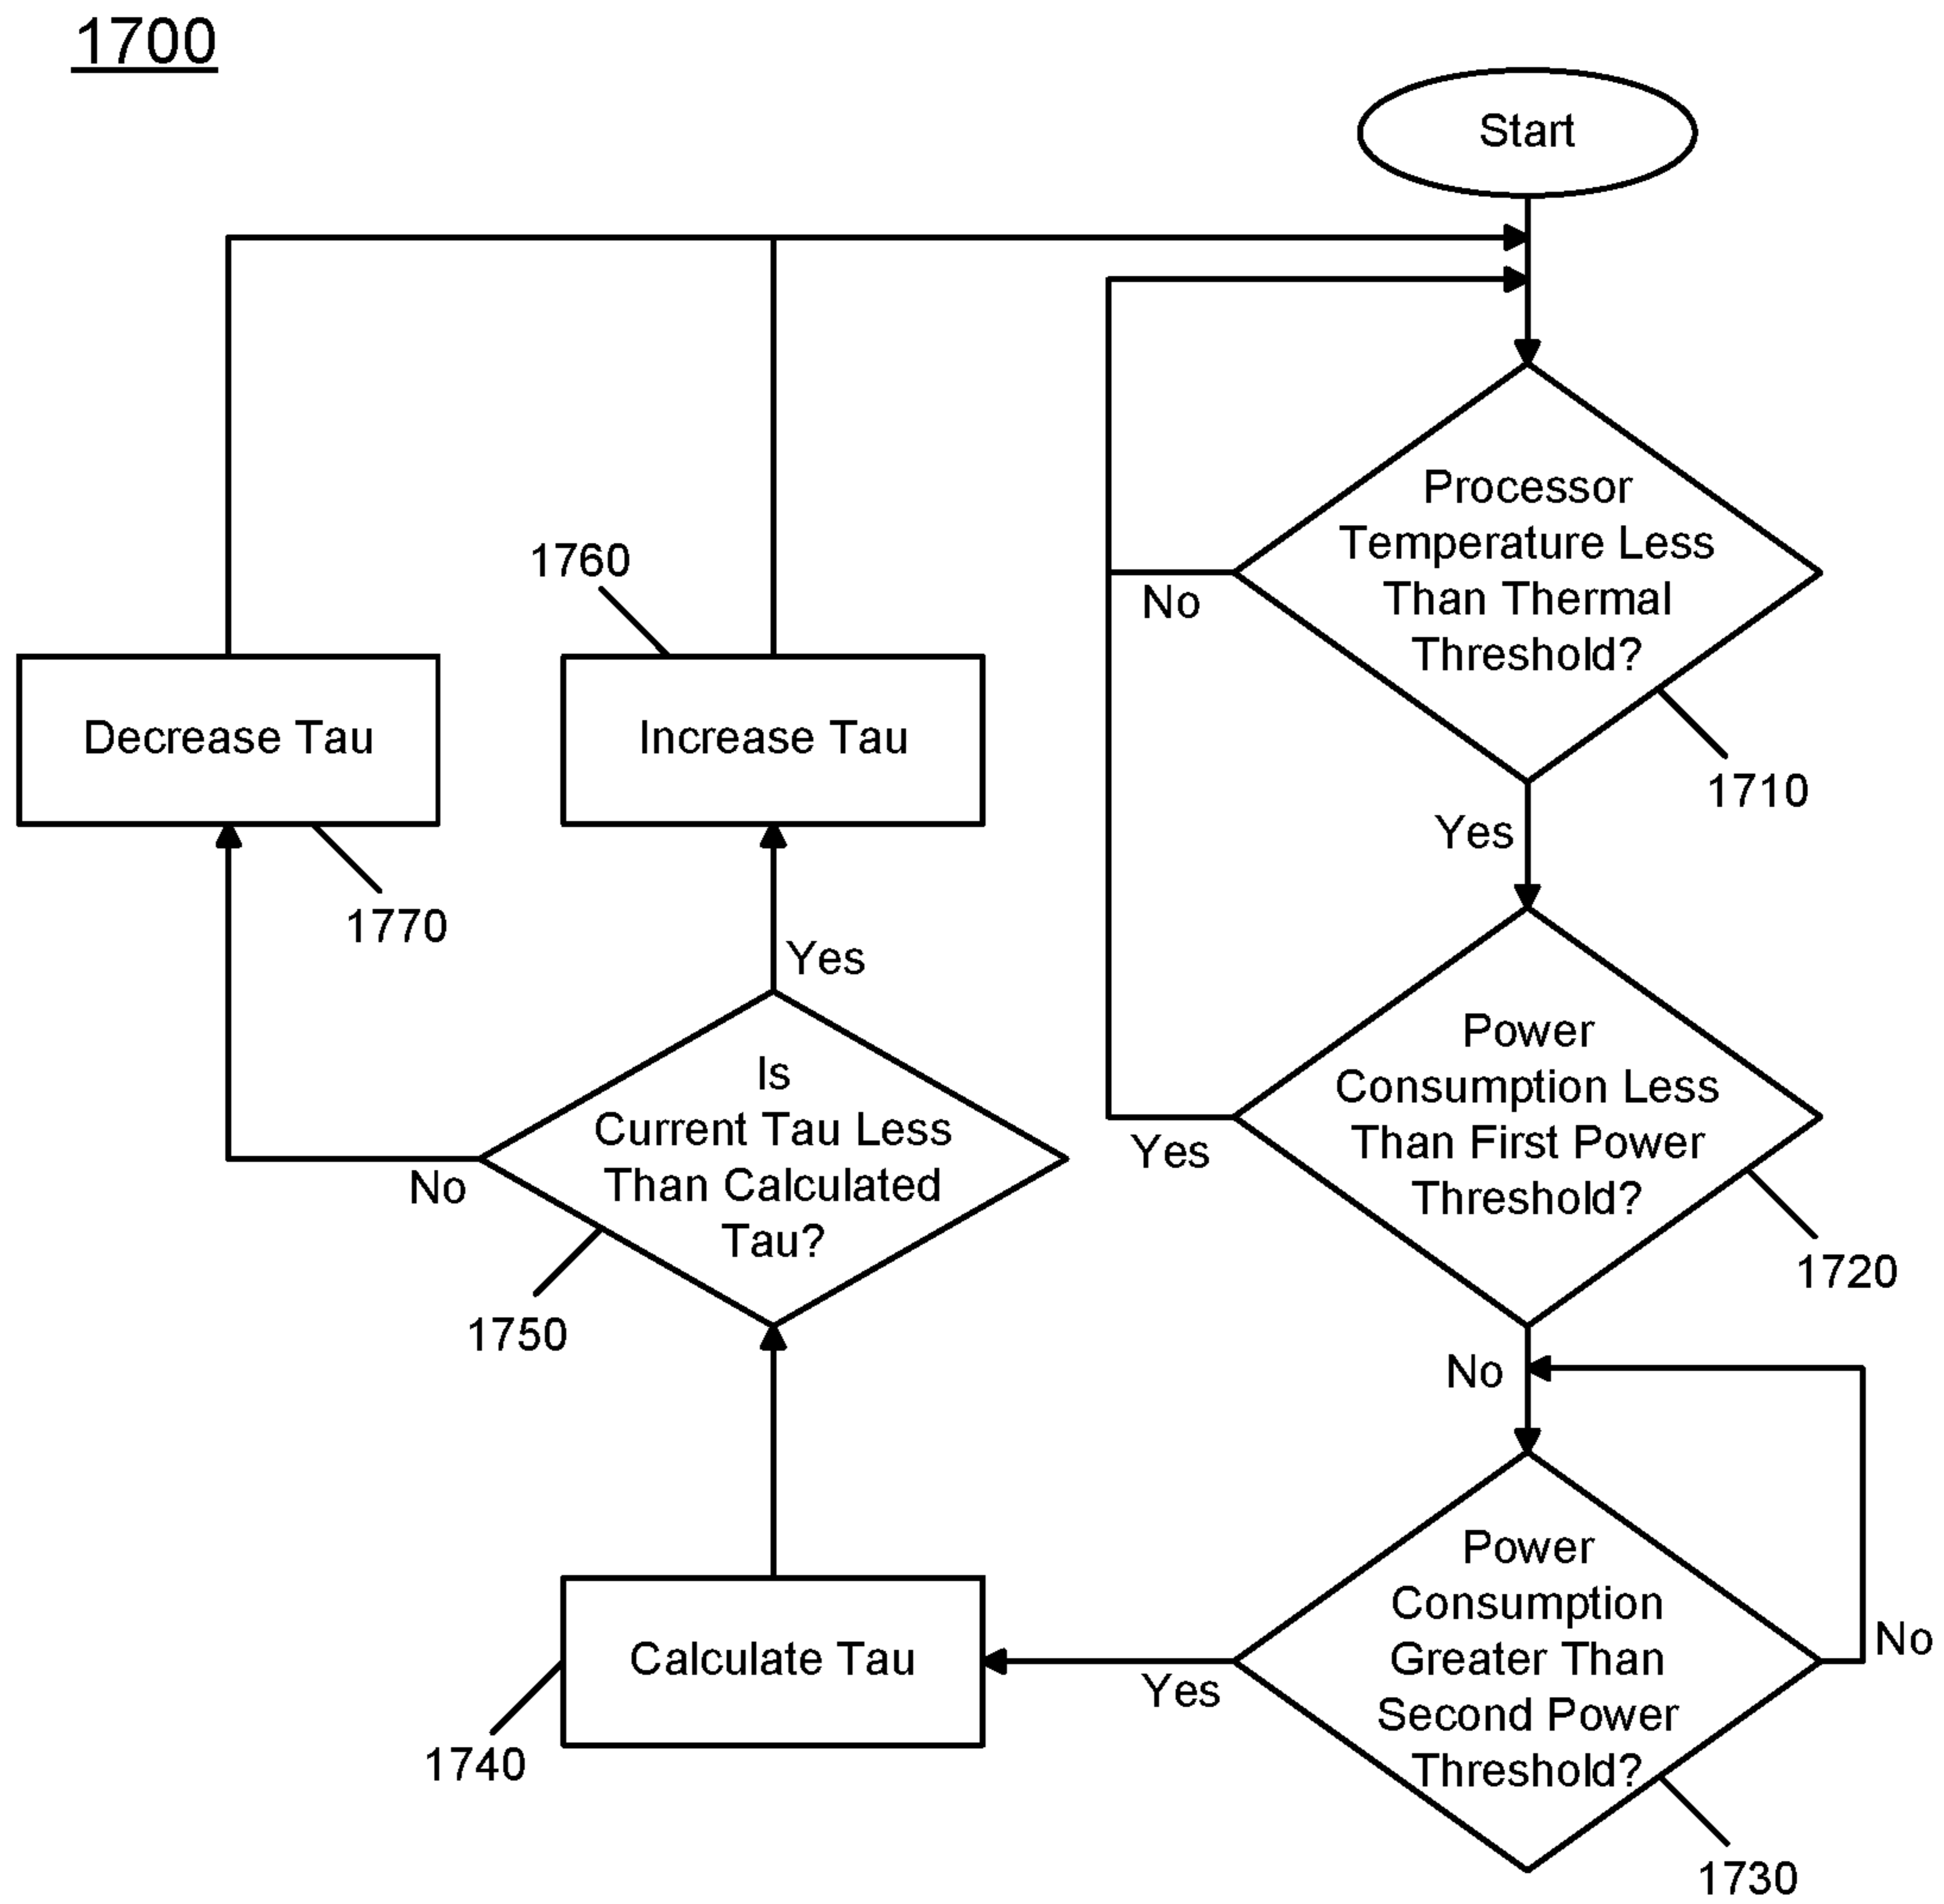 1700
Start
Processor
Temperature Less
Than Thermal
Threshold?
No
1710
Yes
Power
Consumption Less
Than First Power
Threshold?
Yes
1720
No
Power
Consumption
Greater Than
Second Power
Threshold?
No
Yes
1730
Calculate Tau
1740
Is
Current Tau Less
Than Calculated
Tau?
1750
Yes
No
1760
Increase Tau
Decrease Tau
1770